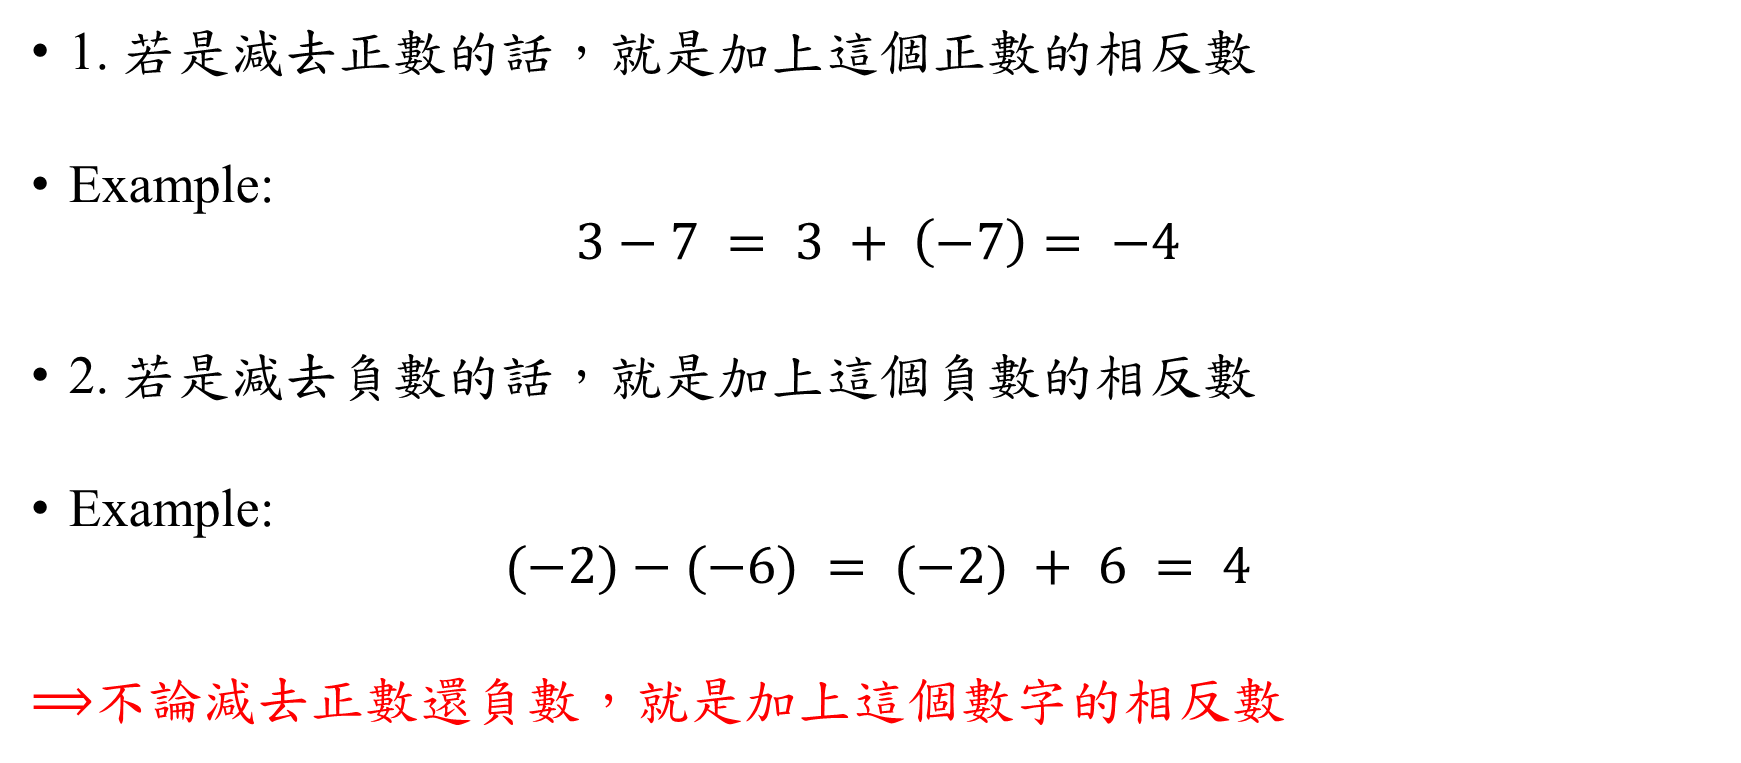 • 1. 若是減去正數的話，就是加上這個正數的相反數
• Example:
3 − 7 = 3 + (−7) = −4
• 2. 若是減去負數的話，就是加上這個負數的相反數
• Example:
(−2) − (−6) = (−2) + 6 = 4
⟹不論減去正數還負數，就是加上這個數字的相反數